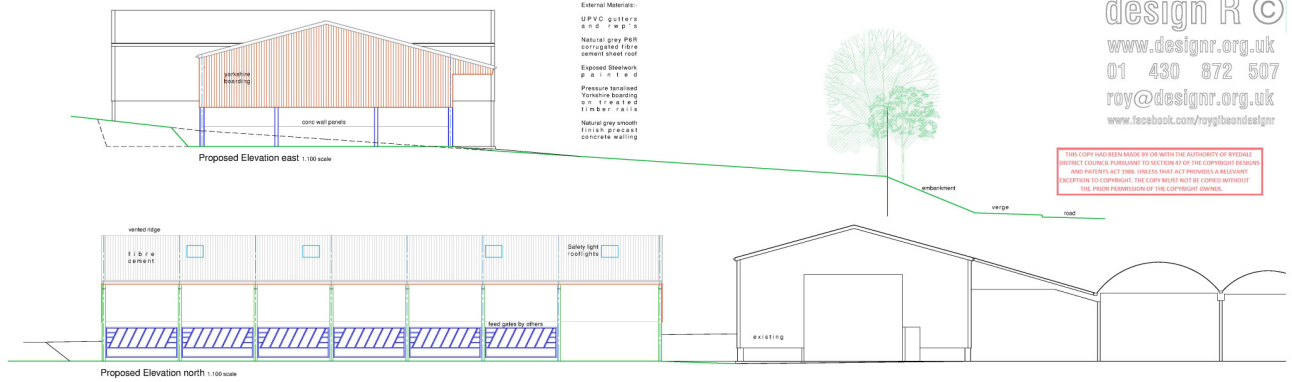 External Materials:-
UPVC gutters
and rwp's
Natural grey P6R
corrugated fibre
cement sheet roof
Exposed Steelwork
painted
Pressure tanalised
Yorkshire boarding
on treated
timber rails
Natural grey smooth
finish precast
concrete walling
design R ©
www.designr.org.uk
01 430 872 507
roy@designr.org.uk
www.facebook.com/roygibsondesignr
THIS COPY HAD BEEN MADE BY OR WITH THE AUTHORITY OF RYEDALE
DISTRICT COUNCIL PURSUANT TO SECTION 47 OF THE COPYRIGHT DESIGNS
AND PATENTS ACT 1988. UNLESS THAT ACT PROVIDES A RELEVANT
EXCEPTION TO COPYRIGHT, THE COPY MUST NOT BE COPIED WITHOUT
THE PRIOR PERMISSION OF THE COPYRIGHT OWNER.
yorkshire
boarding
conc wall panels
Proposed Elevation east 1:100 scale
embankment
verge
road
vented ridge
fibre
cement
Safety light
rooflights
feed gates by others
existing
Proposed Elevation north 1:100 scale